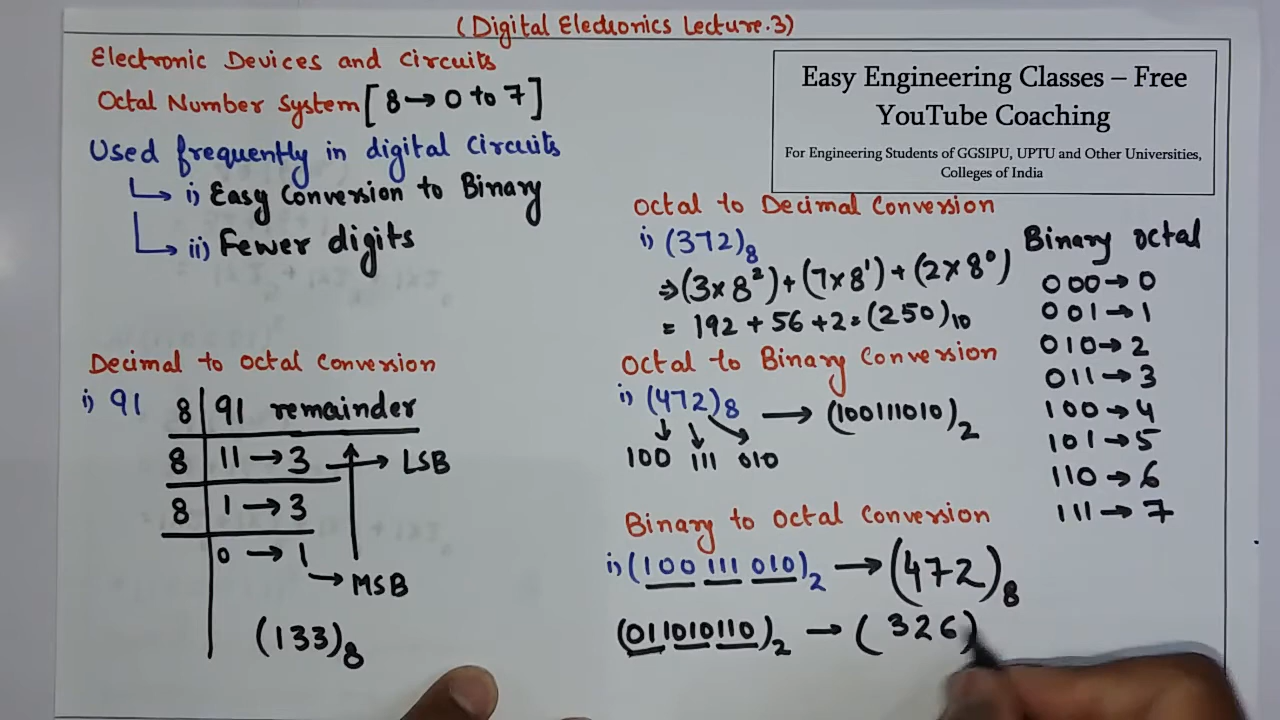 (Digital Electronics Lecture.3)
Electronic Devices and Circuits
Octal Number System [8→0 to 7]
Used frequently in digital Circuits
i) Easy Conversion to Binary
ii) Fewer digits
Decimal to Octal Conversion
i) 91
8 | 91 remainder
8 | 11 → 3 → LSB
8 | 1 → 3
0 → 1 → MSB
(133)8
Easy Engineering Classes – Free
YouTube Coaching
For Engineering Students of GGSIPU, UPTU and Other Universities,
Colleges of India
Octal to Decimal Conversion
i) (372)8
⇒ (3×8²)+(7×8¹)+(2×8⁰)
= 192 + 56 + 2 = (250)10
Octal to Binary Conversion
i) (472)8 → (100111010)2
100 111 010
Binary to Octal Conversion
i) (100 111 010)2 → (472)8
(011010110)2 → (326)
Binary Octal
000→0
001→1
010→2
011→3
100→4
101→5
110→6
111→7